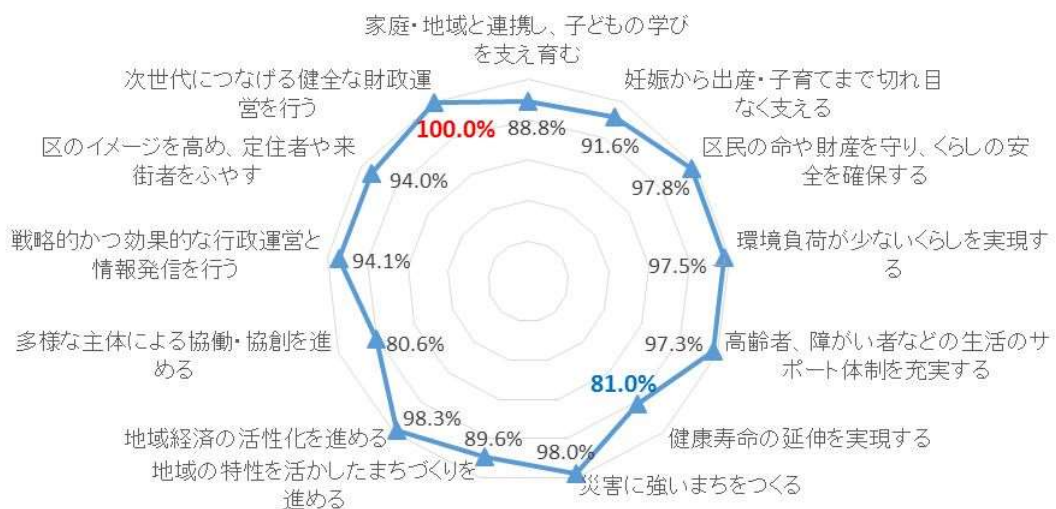 家庭・地域と連携し、子どもの学び
を支え育む
88.8%
妊娠から出産・子育てまで切れ目
なく支える
91.6%
区民の命や財産を守り、くらしの安
全を確保する
97.8%
環境負荷が少ないくらしを実現す
る
97.5%
高齢者、障がい者などの生活のサ
ポート体制を充実する
97.3%
健康寿命の延伸を実現する
81.0%
災害に強いまちをつくる
98.0%
地域の特性を活かしたまちづくりを
進める
89.6%
地域経済の活性化を進める
98.3%
多様な主体による協働・協創を進
める
80.6%
戦略的かつ効果的な行政運営と
情報発信を行う
94.1%
区のイメージを高め、定住者や来
街者をふやす
94.0%
次世代につなげる健全な財政運
営を行う
100.0%